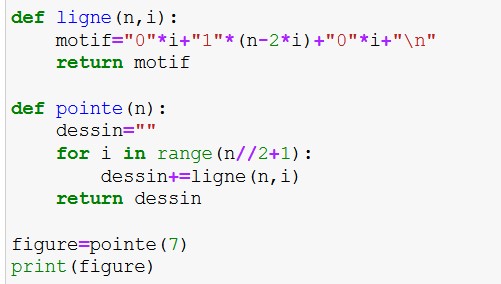 def ligne(n,i):
    motif="0"*i+"1"*(n-2*i)+"0"*i+"\n"
    return motif

def pointe(n):
    dessin=""
    for i in range(n//2+1):
        dessin+=ligne(n,i)
    return dessin

figure=pointe(7)
print(figure)